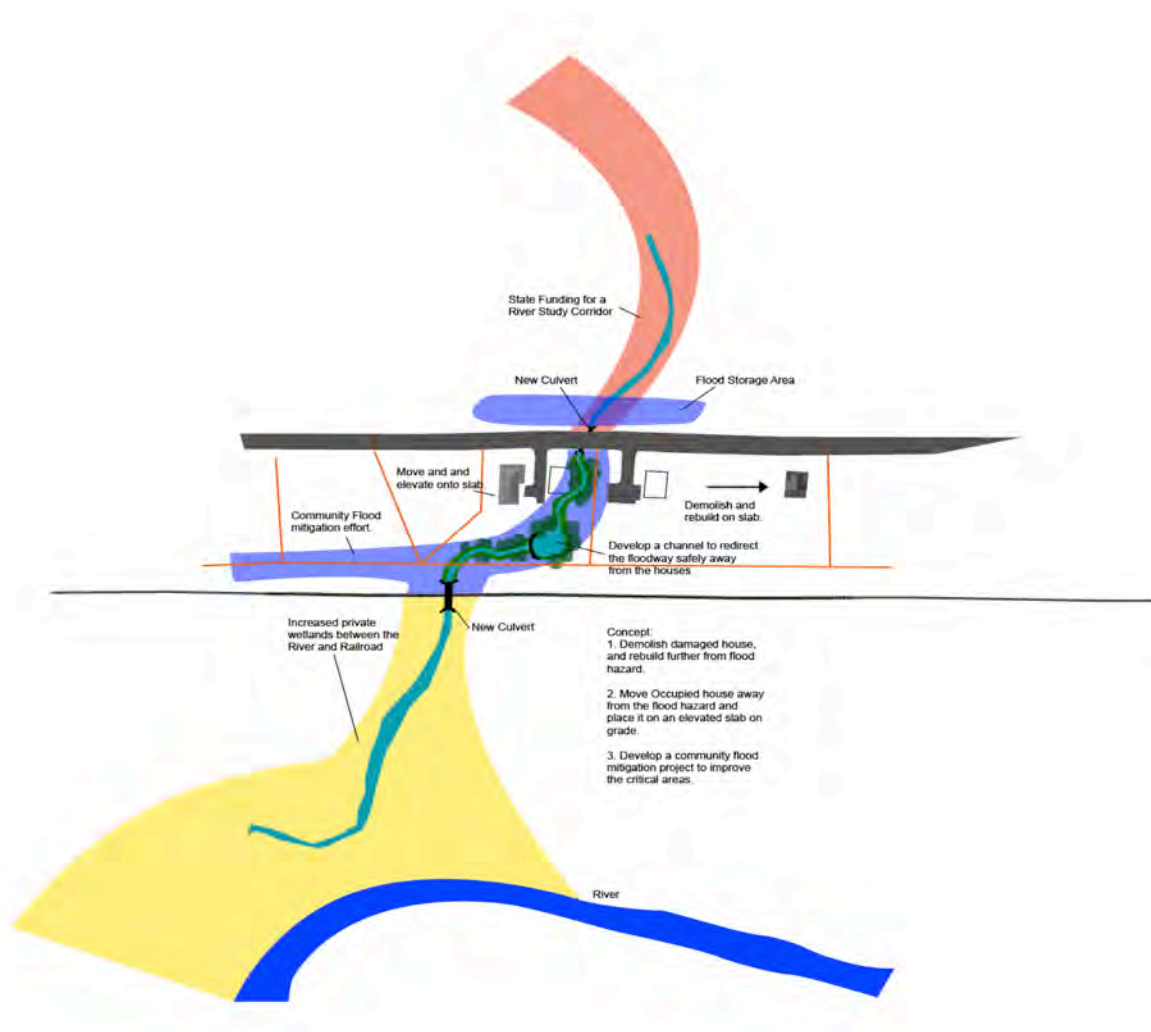 State Funding for a
River Study Corridor
New Culvert
Flood Storage Area
Move and and
elevate onto slab
Demolish and
rebuild on slab.
Community Flood
mitigation effort.
Develop a channel to redirect
the floodway safely away
from the houses
Increased private
wetlands between the
River and Railroad
New Culvert
Concept:
1. Demolish damaged house,
and rebuild further from flood
hazard.
2. Move Occupied house away
from the flood hazard and
place it on an elevated slab on
grade.
3. Develop a community flood
mitigation project to improve
the critical areas.
River